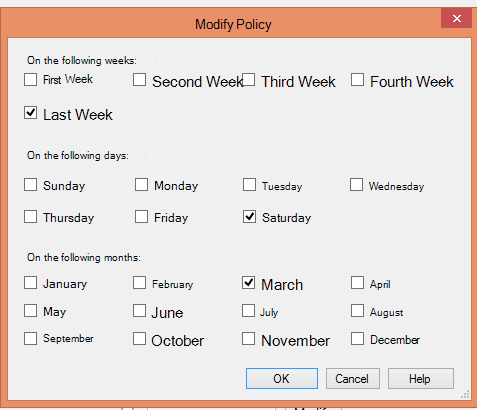 Modify Policy
On the following weeks:
First Week Second Week Third Week Fourth Week
Last Week
On the following days:
Sunday Monday Tuesday Wednesday
Thursday Friday Saturday
On the following months:
January February March April
May June July August
September October November December
OK Cancel Help